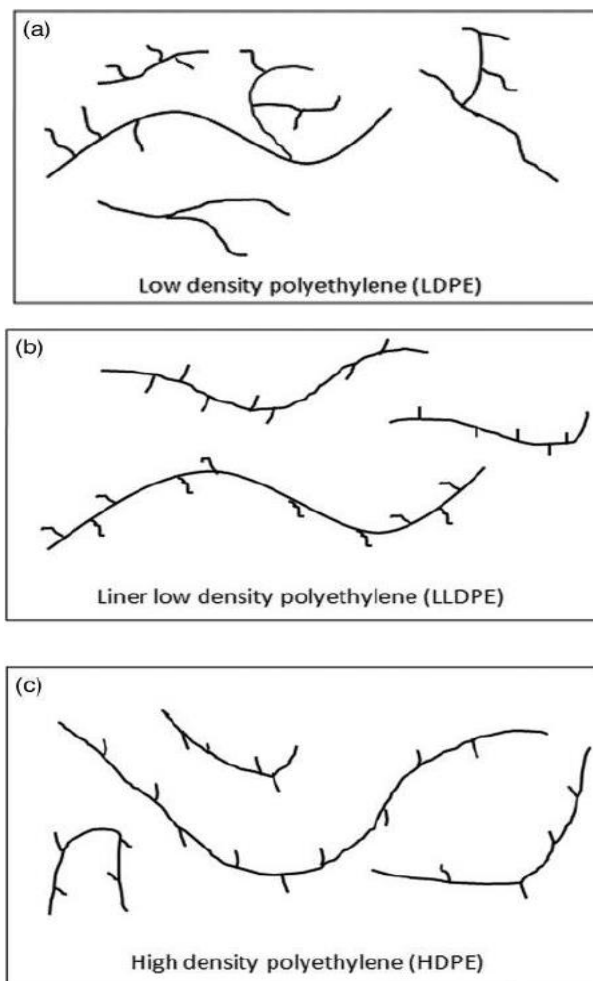 (a)
Low density polyethylene (LDPE)
(b)
Liner low density polyethylene (LLDPE)
(c)
High density polyethylene (HDPE)